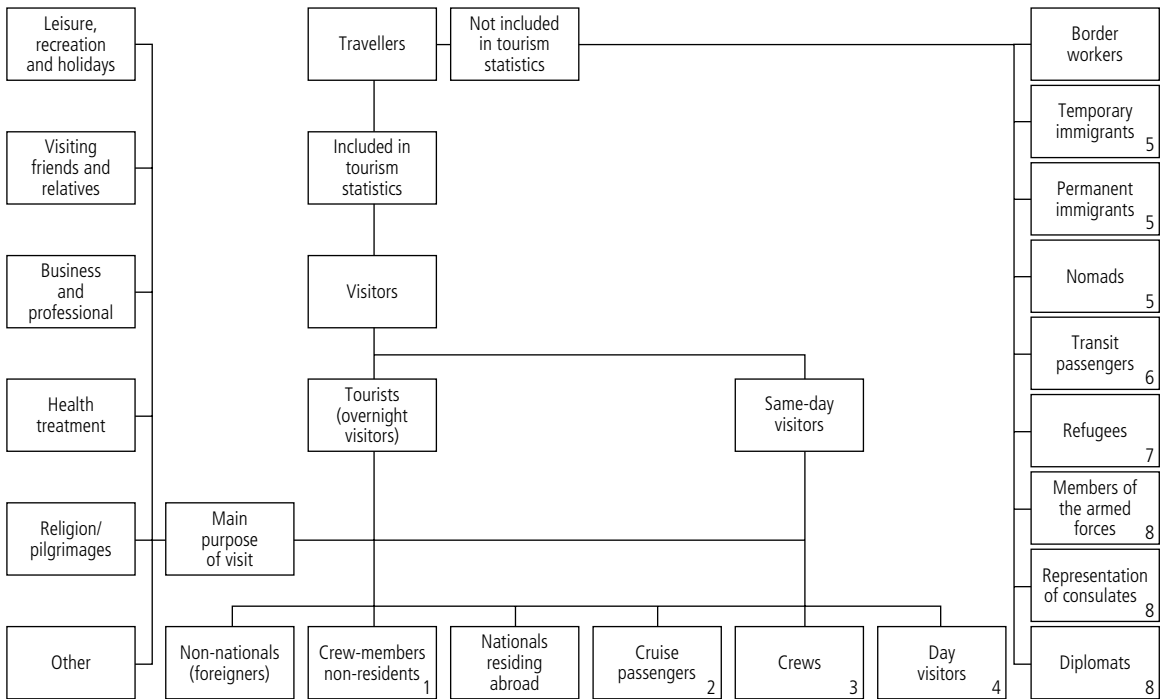 Leisure,
recreation
and holidays
Visiting
friends and
relatives
Business
and
professional
Health
treatment
Religion/
pilgrimages
Other
Main
purpose
of visit
Travellers
Not included
in tourism
statistics
Included in
tourism
statistics
Visitors
Tourists
(overnight
visitors)
Same-day
visitors
Non-nationals
(foreigners)
Crew-members
non-residents 1
Nationals
residing
abroad
Cruise
passengers 2
Crews
3
Day
visitors 4
Border
workers
Temporary
immigrants
5
Permanent
immigrants
5
Nomads
5
Transit
passengers
6
Refugees
7
Members of
the armed
forces 8
Representation
of consulates
8
Diplomats
8